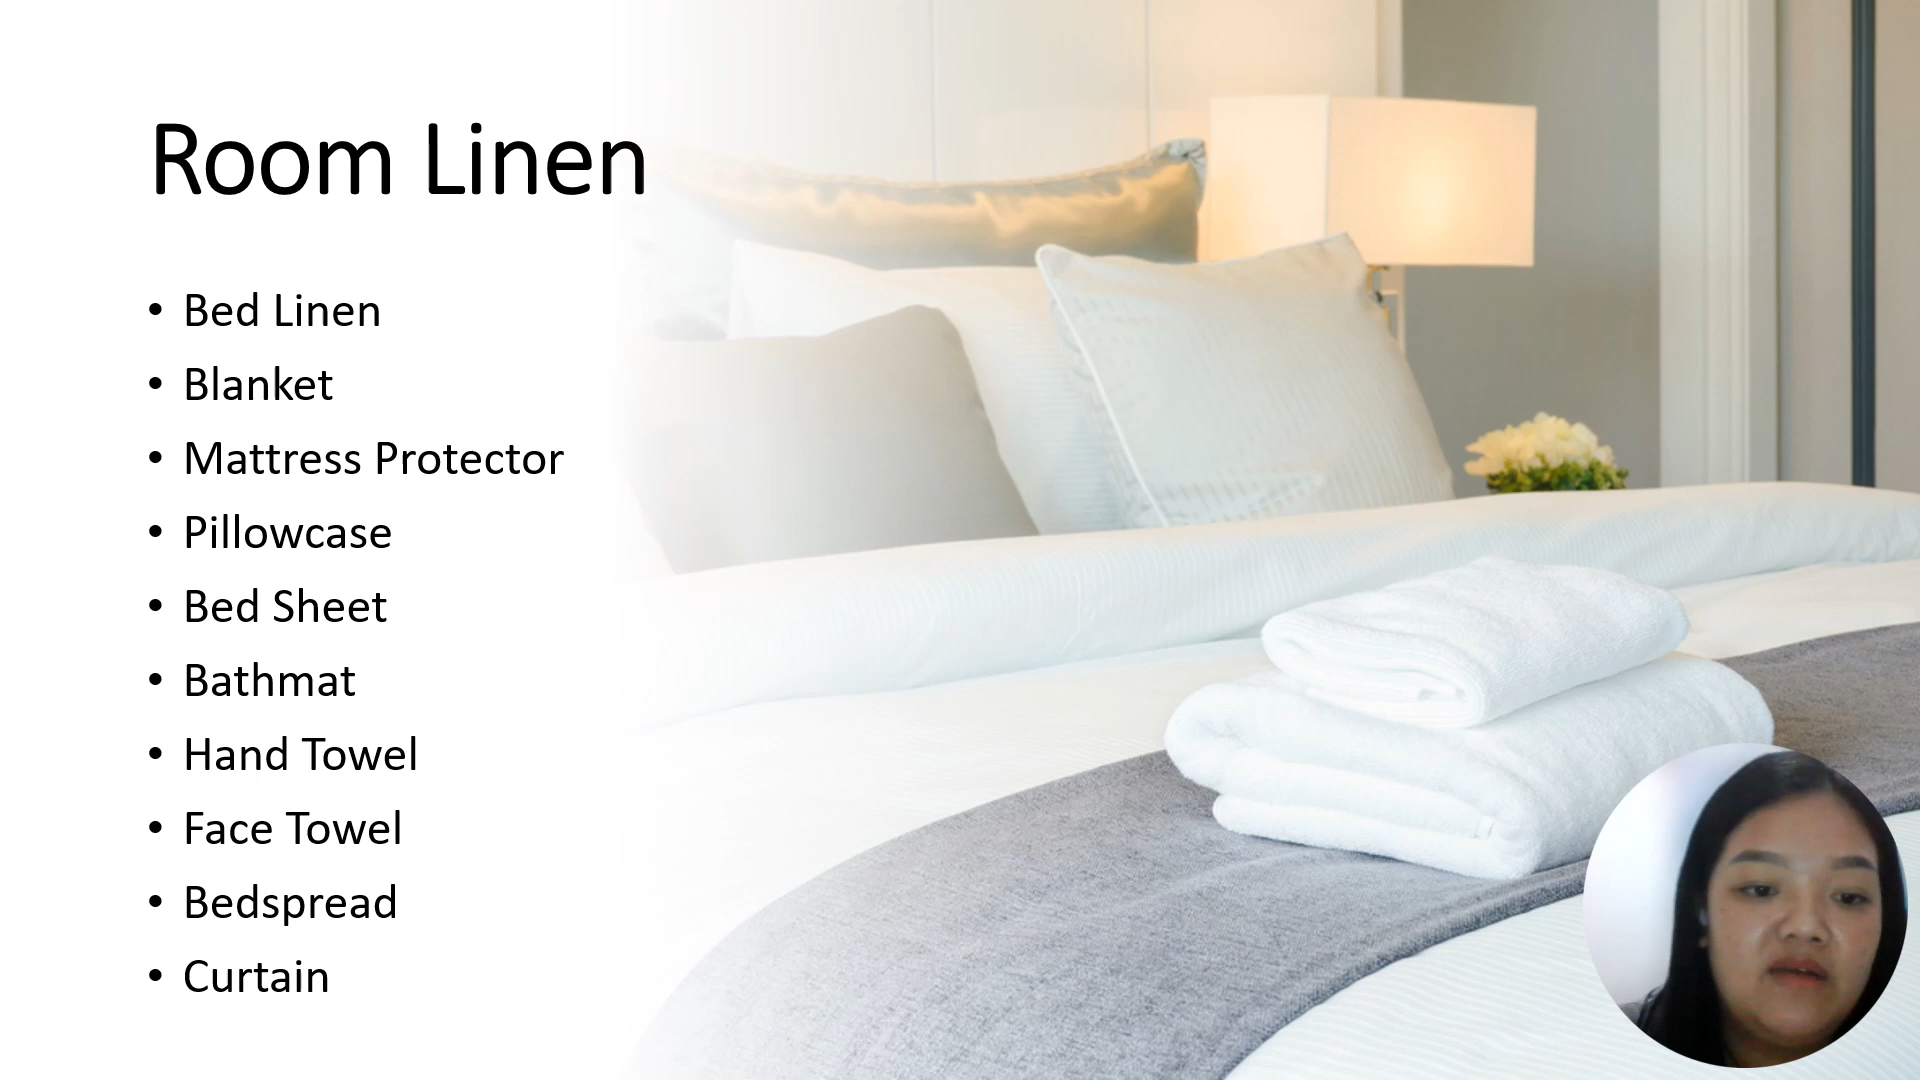 Room Linen
• Bed Linen
• Blanket
• Mattress Protector
• Pillowcase
• Bed Sheet
• Bathmat
• Hand Towel
• Face Towel
• Bedspread
• Curtain